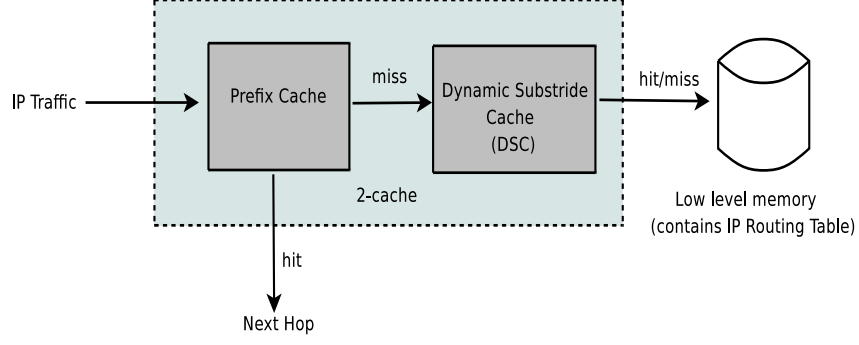 IP Traffic
Prefix Cache
miss
Dynamic Substride
Cache
(DSC)
hit/miss
2-cache
Low level memory
(contains IP Routing Table)
hit
Next Hop